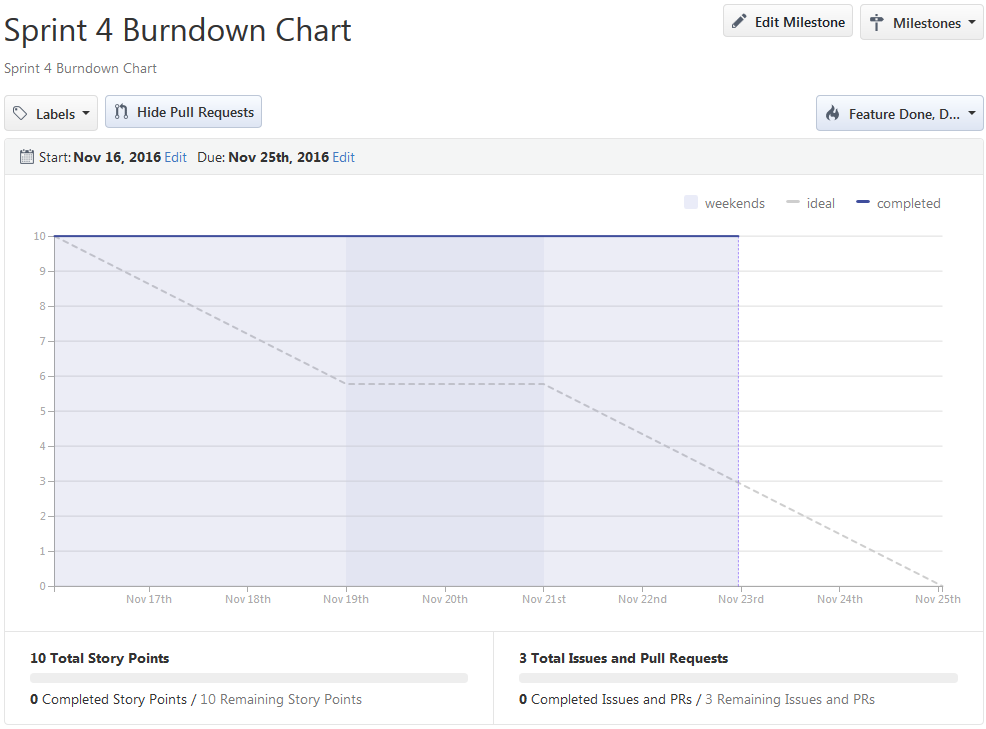 Sprint 4 Burndown Chart
Edit Milestone
Milestones
Sprint 4 Burndown Chart
Labels
Hide Pull Requests
Feature Done, D...
Start: Nov 16, 2016 Edit Due: Nov 25th, 2016 Edit
weekends ideal completed
10
9
8
7
6
5
4
3
2
1
0
Nov 17th Nov 18th Nov 19th Nov 20th Nov 21st Nov 22nd Nov 23rd Nov 24th Nov 25th
10 Total Story Points
0 Completed Story Points / 10 Remaining Story Points
3 Total Issues and Pull Requests
0 Completed Issues and PRs / 3 Remaining Issues and PRs